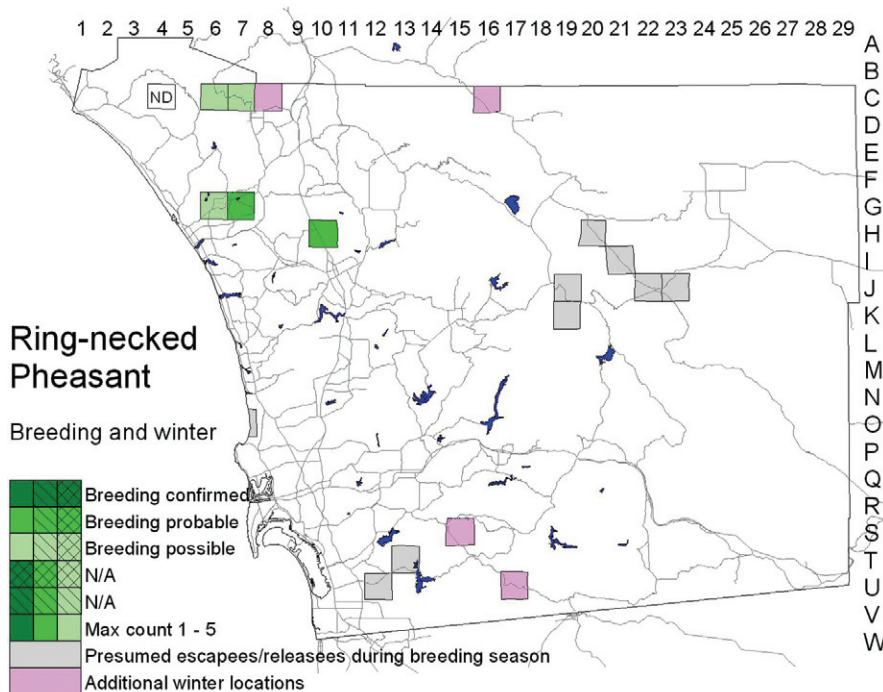 1 2 3 4 5 6 7 8 9 10 11 12 13 14 15 16 17 18 19 20 21 22 23 24 25 26 27 28 29
A
B
C
D
E
F
G
H
I
J
K
L
M
N
O
P
Q
R
S
T
U
V
W
ND
Ring-necked
Pheasant
Breeding and winter
Breeding confirmed
Breeding probable
Breeding possible
N/A
N/A
Max count 1 - 5
Presumed escapees/releasees during breeding season
Additional winter locations